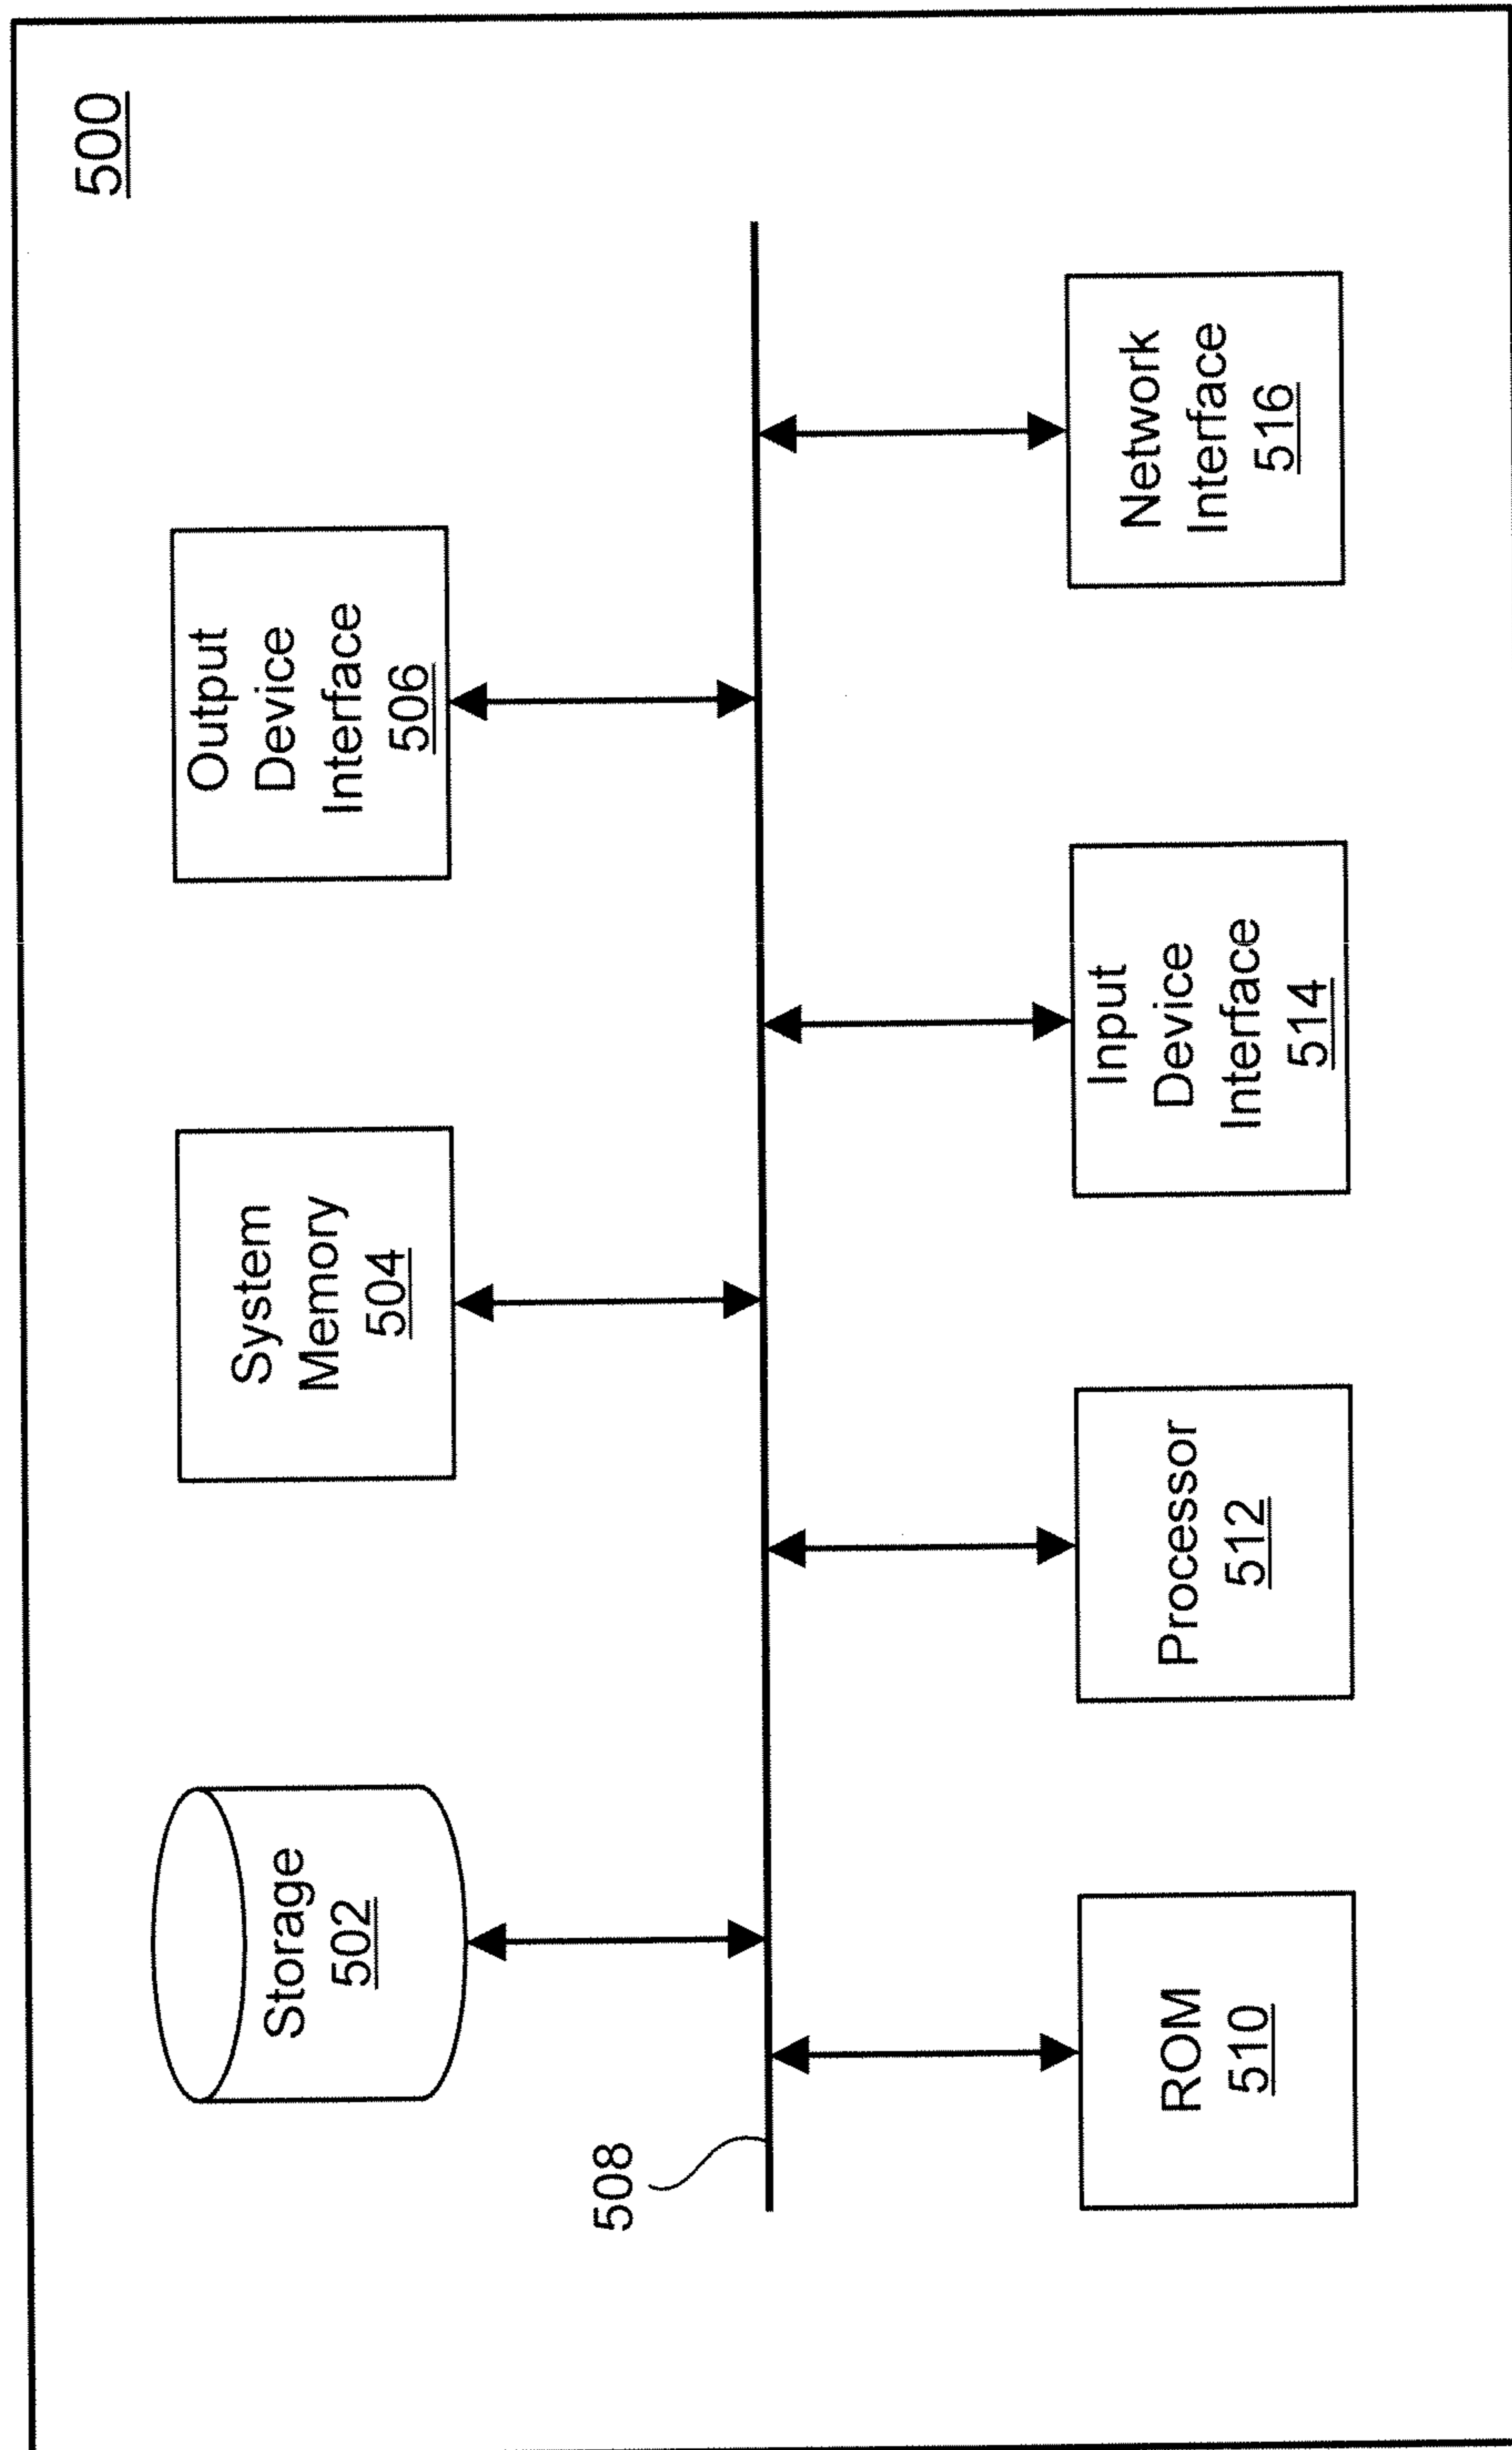 500
Storage
502
System
Memory
504
Output
Device
Interface
506
508
ROM
510
Processor
512
Input
Device
Interface
514
Network
Interface
516